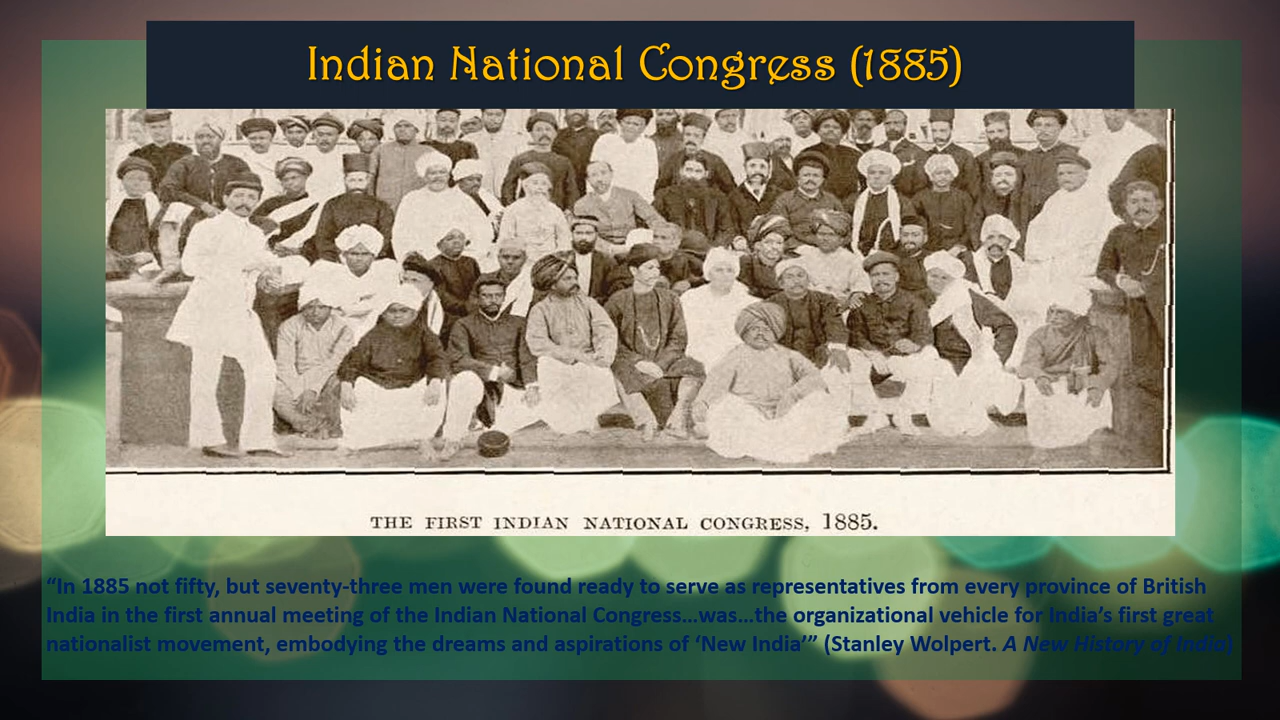 Indian National Congress (1885)
THE FIRST INDIAN NATIONAL CONGRESS, 1885.
“In 1885 not fifty, but seventy-three men were found ready to serve as representatives from every province of British
India in the first annual meeting of the Indian National Congress…was…the organizational vehicle for India’s first great
nationalist movement, embodying the dreams and aspirations of ‘New India’” (Stanley Wolpert. A New History of India)